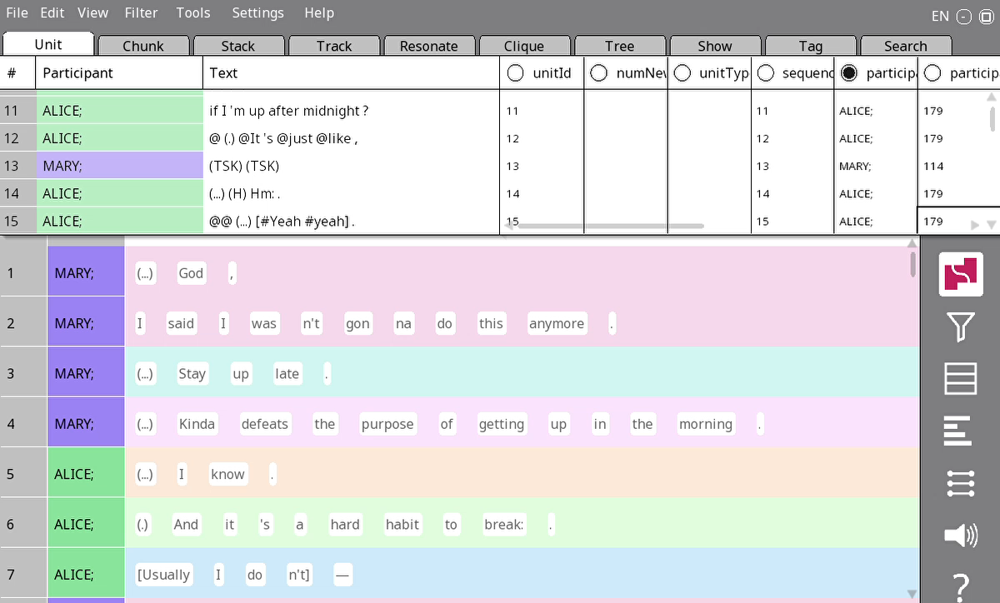 File Edit View Filter Tools Settings Help EN
Unit Chunk Stack Track Resonate Clique Tree Show Tag Search
# Participant Text unitId numNew unitTyp sequenc participa particip
11 ALICE; if I 'm up after midnight ? 11 11 ALICE; 179
12 ALICE; @ (.) @It 's @just @like , 12 12 ALICE; 179
13 MARY; (TSK) (TSK) 13 13 MARY; 114
14 ALICE; (...) (H) Hm: . 14 14 ALICE; 179
15 ALICE; @@ (...) [#Yeah #yeah] . 15 15 ALICE; 179
1 MARY; (...) God ,
2 MARY; I said I was n't gon na do this anymore .
3 MARY; (...) Stay up late .
4 MARY; (...) Kinda defeats the purpose of getting up in the morning .
5 ALICE; (...) I know .
6 ALICE; (.) And it 's a hard habit to break: .
7 ALICE; [Usually I do n't] —
?